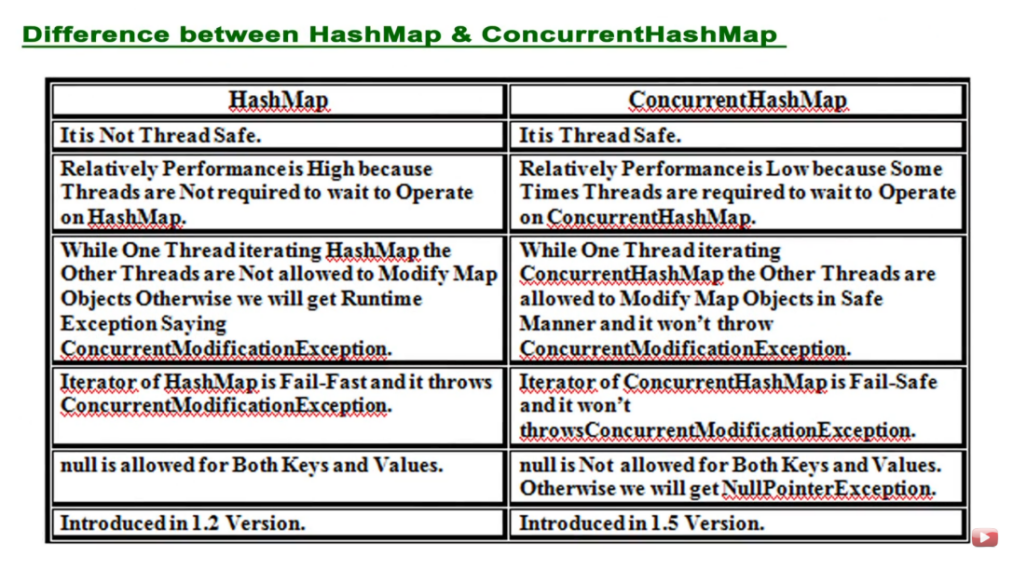 Difference between HashMap & ConcurrentHashMap
HashMap
ConcurrentHashMap
It is Not Thread Safe.
It is Thread Safe.
Relatively Performance is High because
Threads are Not required to wait to Operate
on HashMap.
Relatively Performance is Low because Some
Times Threads are required to wait to Operate
on ConcurrentHashMap.
While One Thread iterating HashMap the
Other Threads are Not allowed to Modify Map
Objects Otherwise we will get Runtime
Exception Saying
ConcurrentModificationException.
While One Thread iterating
ConcurrentHashMap the Other Threads are
allowed to Modify Map Objects in Safe
Manner and it won't throw
ConcurrentModificationException.
Iterator of HashMap is Fail-Fast and it throws
ConcurrentModificationException.
Iterator of ConcurrentHashMap is Fail-Safe
and it won't
throwsConcurrentModificationException.
null is allowed for Both Keys and Values.
null is Not allowed for Both Keys and Values.
Otherwise we will get NullPointerException.
Introduced in 1.2 Version.
Introduced in 1.5 Version.